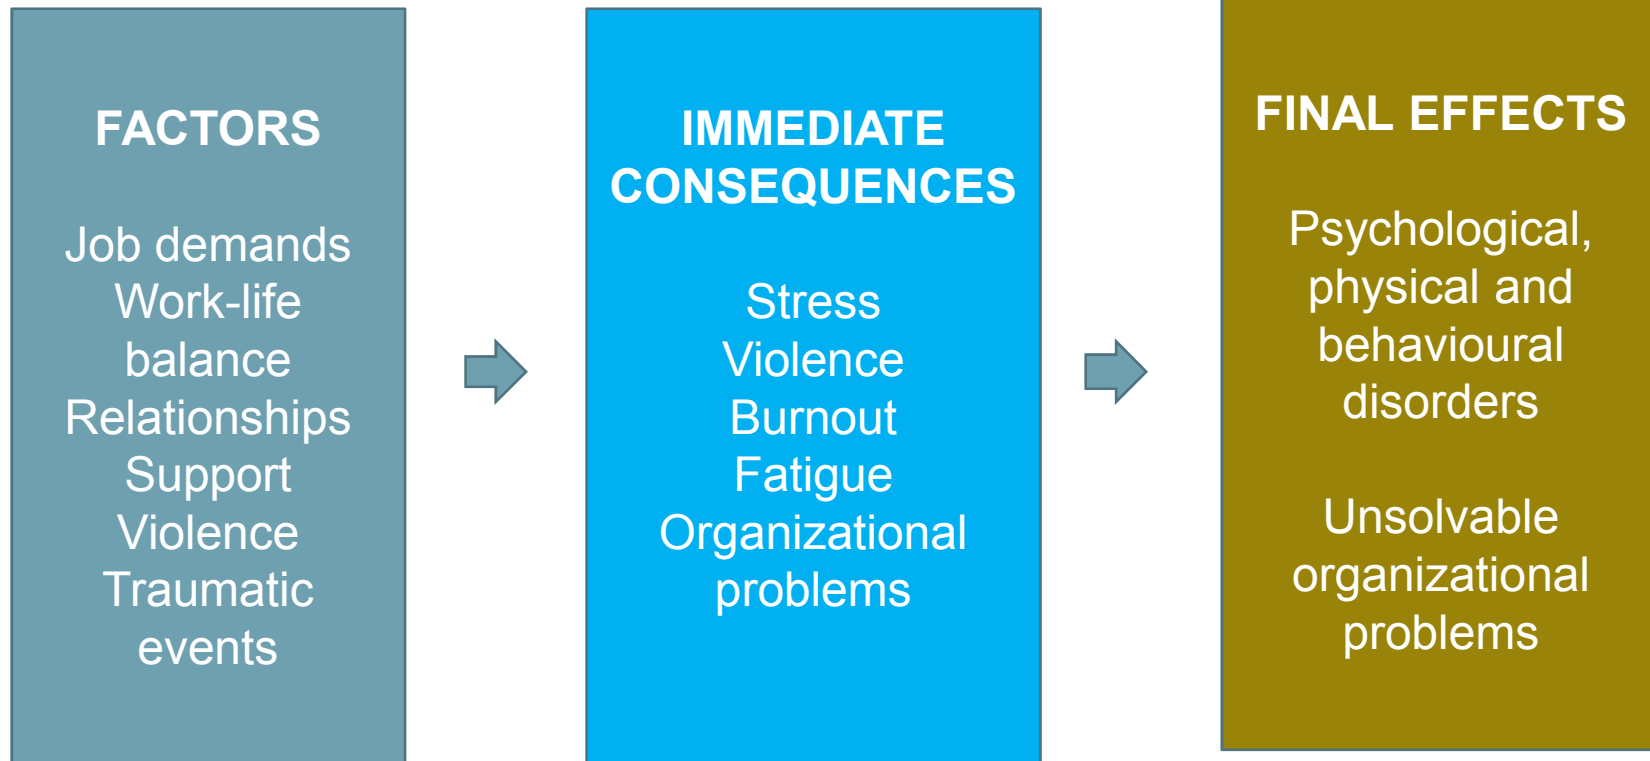 FACTORS
Job demands
Work-life
balance
Relationships
Support
Violence
Traumatic
events
IMMEDIATE
CONSEQUENCES
Stress
Violence
Burnout
Fatigue
Organizational
problems
FINAL EFFECTS
Psychological,
physical and
behavioural
disorders
Unsolvable
organizational
problems